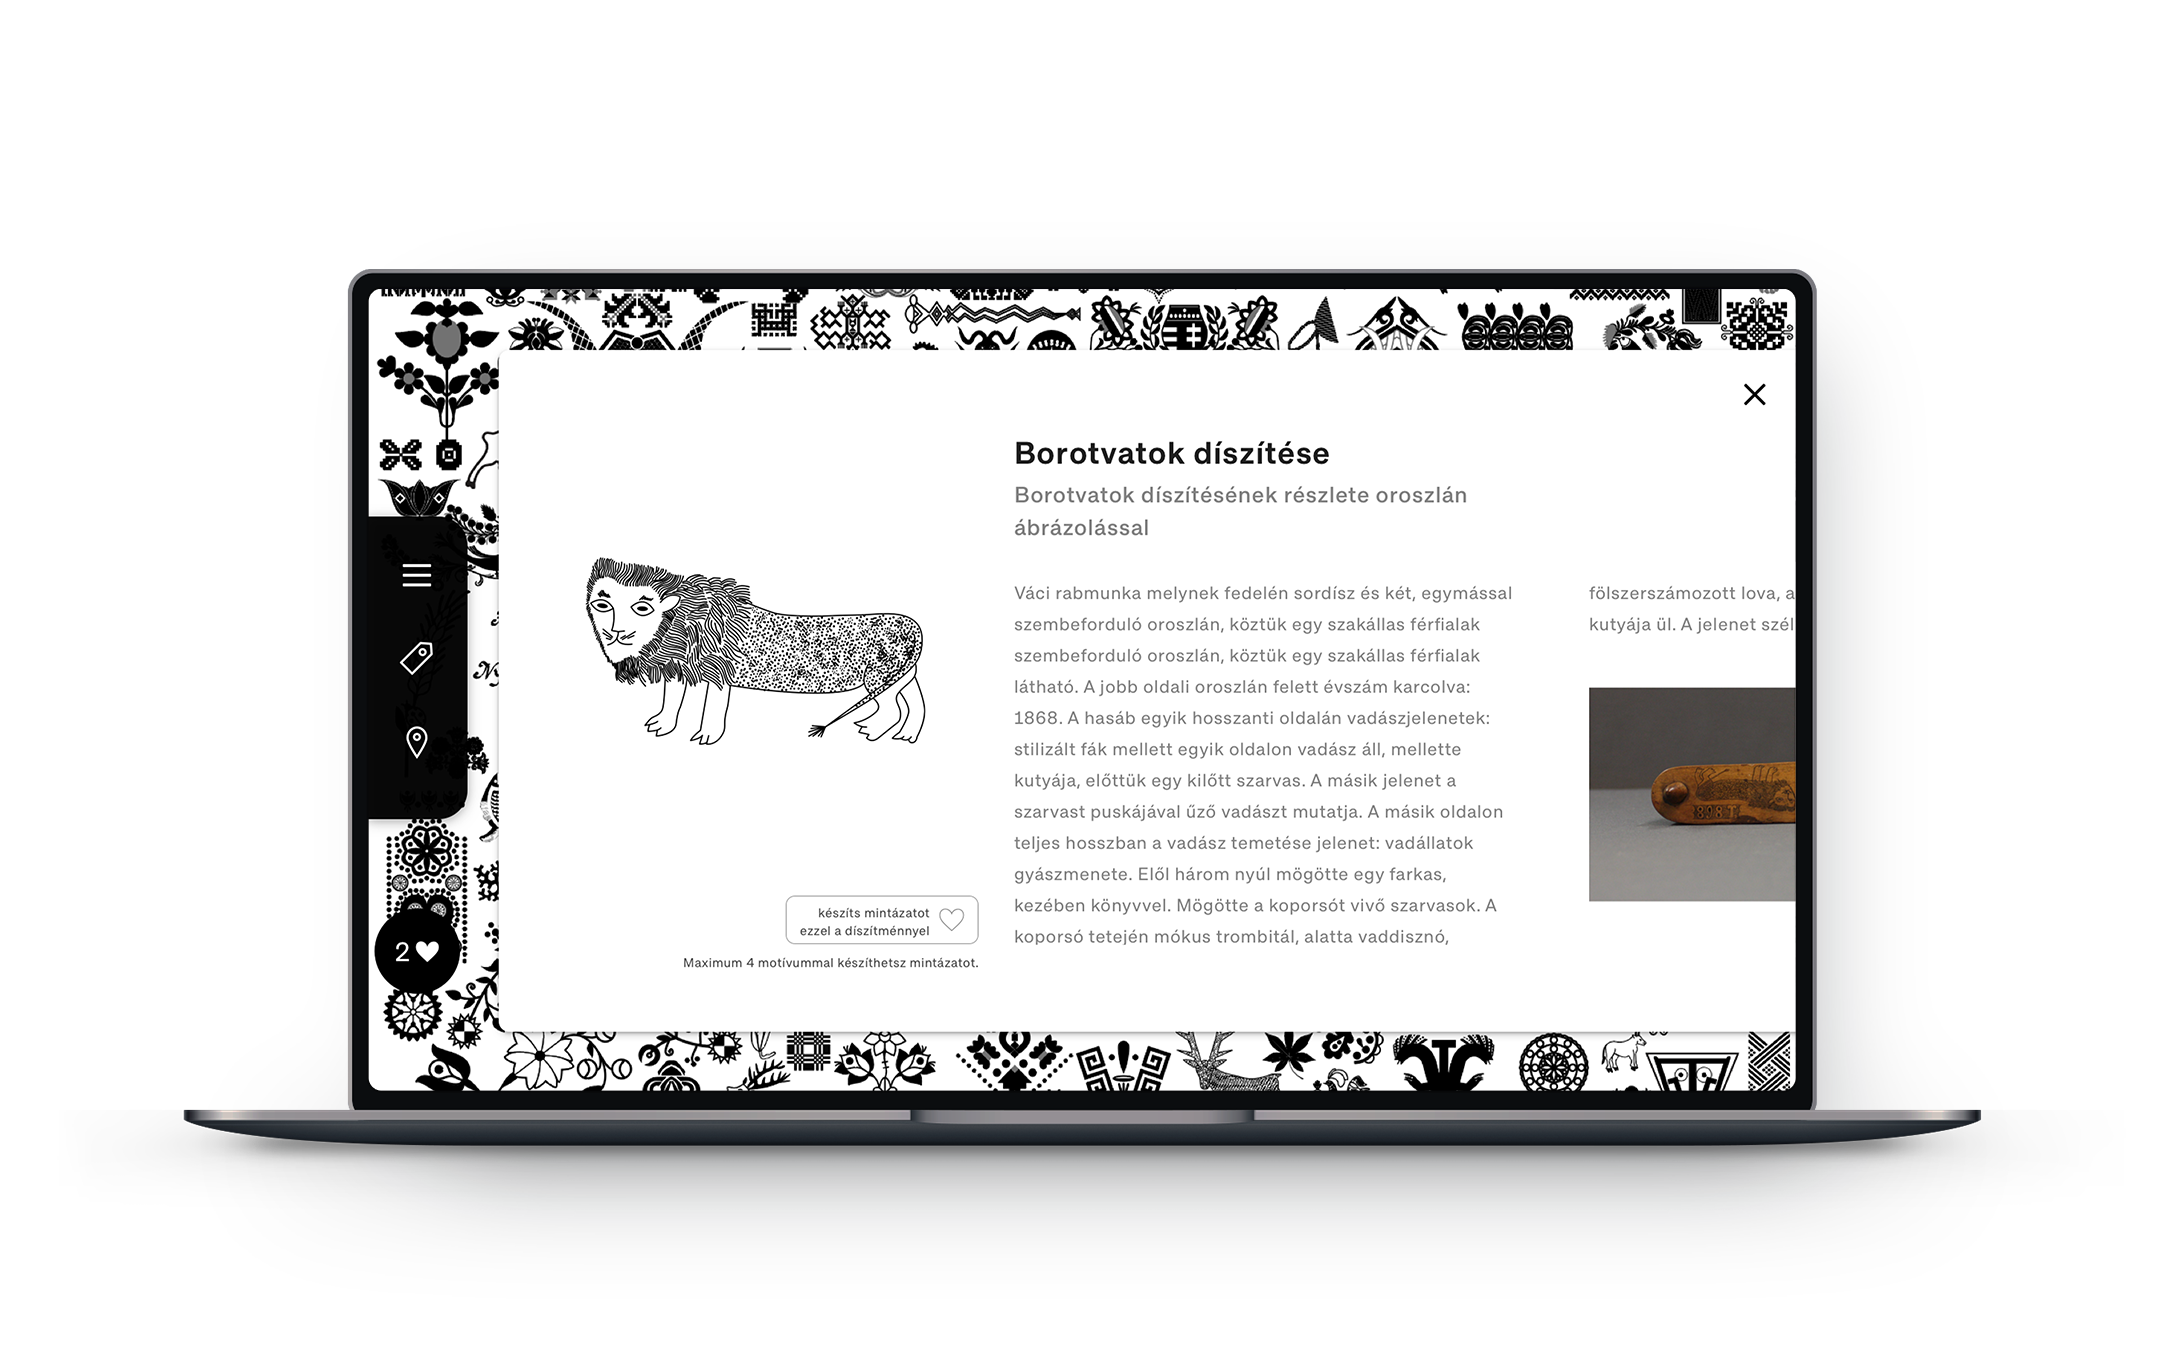 Borotvatok díszítése
Borotvatok díszítésének részlete oroszlán
ábrázolással
Váci rabmunka melynek fedelén sordísz és két, egymással
szembeforduló oroszlán, köztük egy szakállas férfialak
szembeforduló oroszlán, köztük egy szakállas férfialak
látható. A jobb oldali oroszlán felett évszám karcolva:
1868. A hasáb egyik hosszanti oldalán vadászjelenetek:
stilizált fák mellett egyik oldalon vadász áll, mellette
kutyája, előttük egy kilőtt szarvas. A másik jelenet a
szarvast puskájával űző vadászt mutatja. A másik oldalon
teljes hosszban a vadász temetése jelenet: vadállatok
gyászmenete. Elől három nyúl mögötte egy farkas,
kezében könyvvel. Mögötte a koporsót vivő szarvasok. A
koporsó tetején mókus trombitál, alatta vaddisznó,
fölszerszámozott lova, a
kutyája ül. A jelenet szél
készíts mintázatot
ezzel a díszítménnyel
Maximum 4 motívummal készíthetsz mintázatot.
2